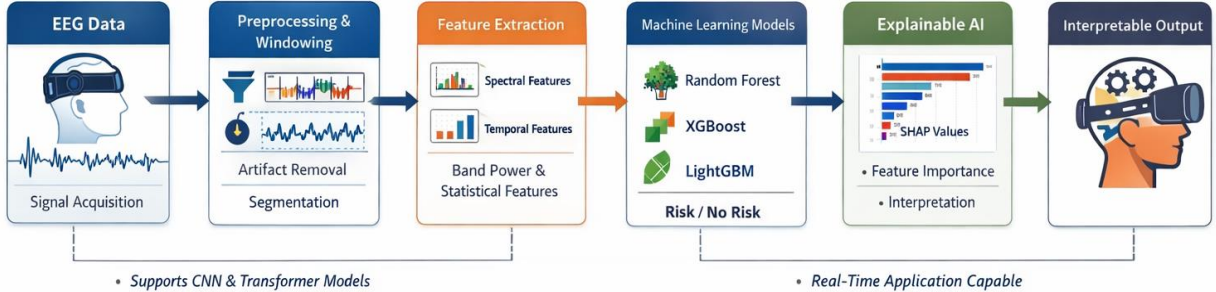 EEG Data
Signal Acquisition
Preprocessing &
Windowing
Artifact Removal
Segmentation
Feature Extraction
Spectral Features
Temporal Features
Band Power &
Statistical Features
Machine Learning Models
Random Forest
XGBoost
LightGBM
Risk / No Risk
Explainable AI
SHAP Values
• Feature Importance
• Interpretation
Interpretable Output
• Supports CNN & Transformer Models
• Real-Time Application Capable